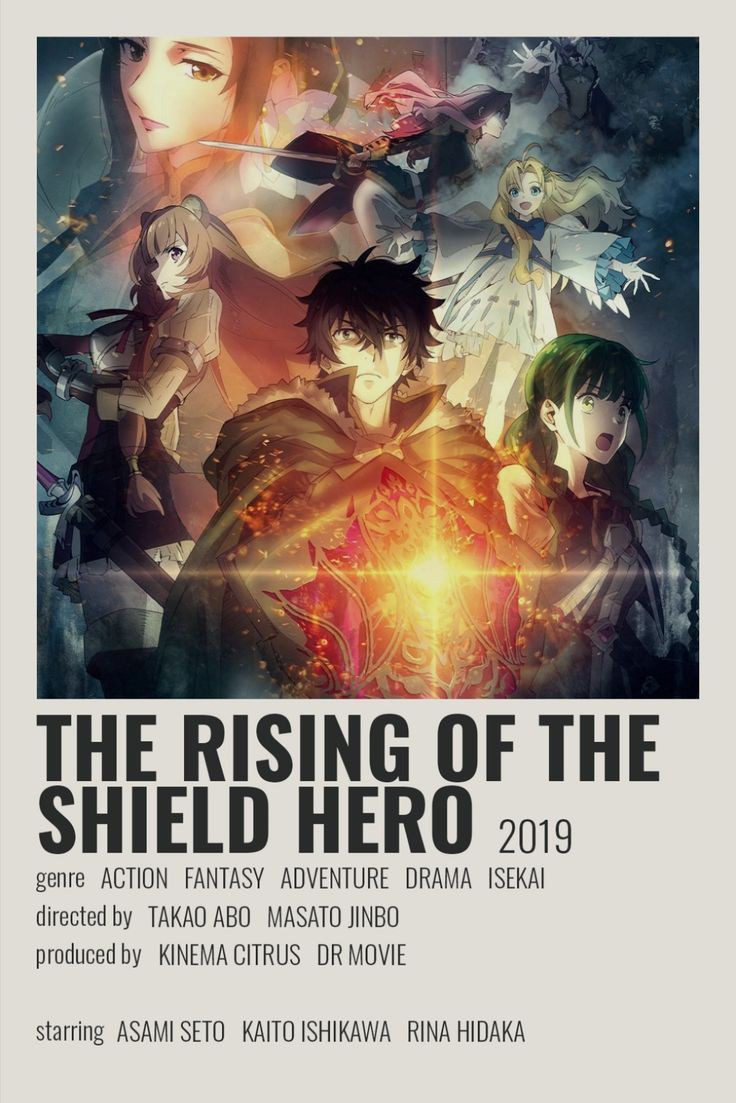 THE RISING OF THE
SHIELD HERO 2019
genre ACTION FANTASY ADVENTURE DRAMA ISEKAI
directed by TAKAO ABO MASATO JINBO
produced by KINEMA CITRUS DR MOVIE
starring ASAMI SETO KAITO ISHIKAWA RINA HIDAKA